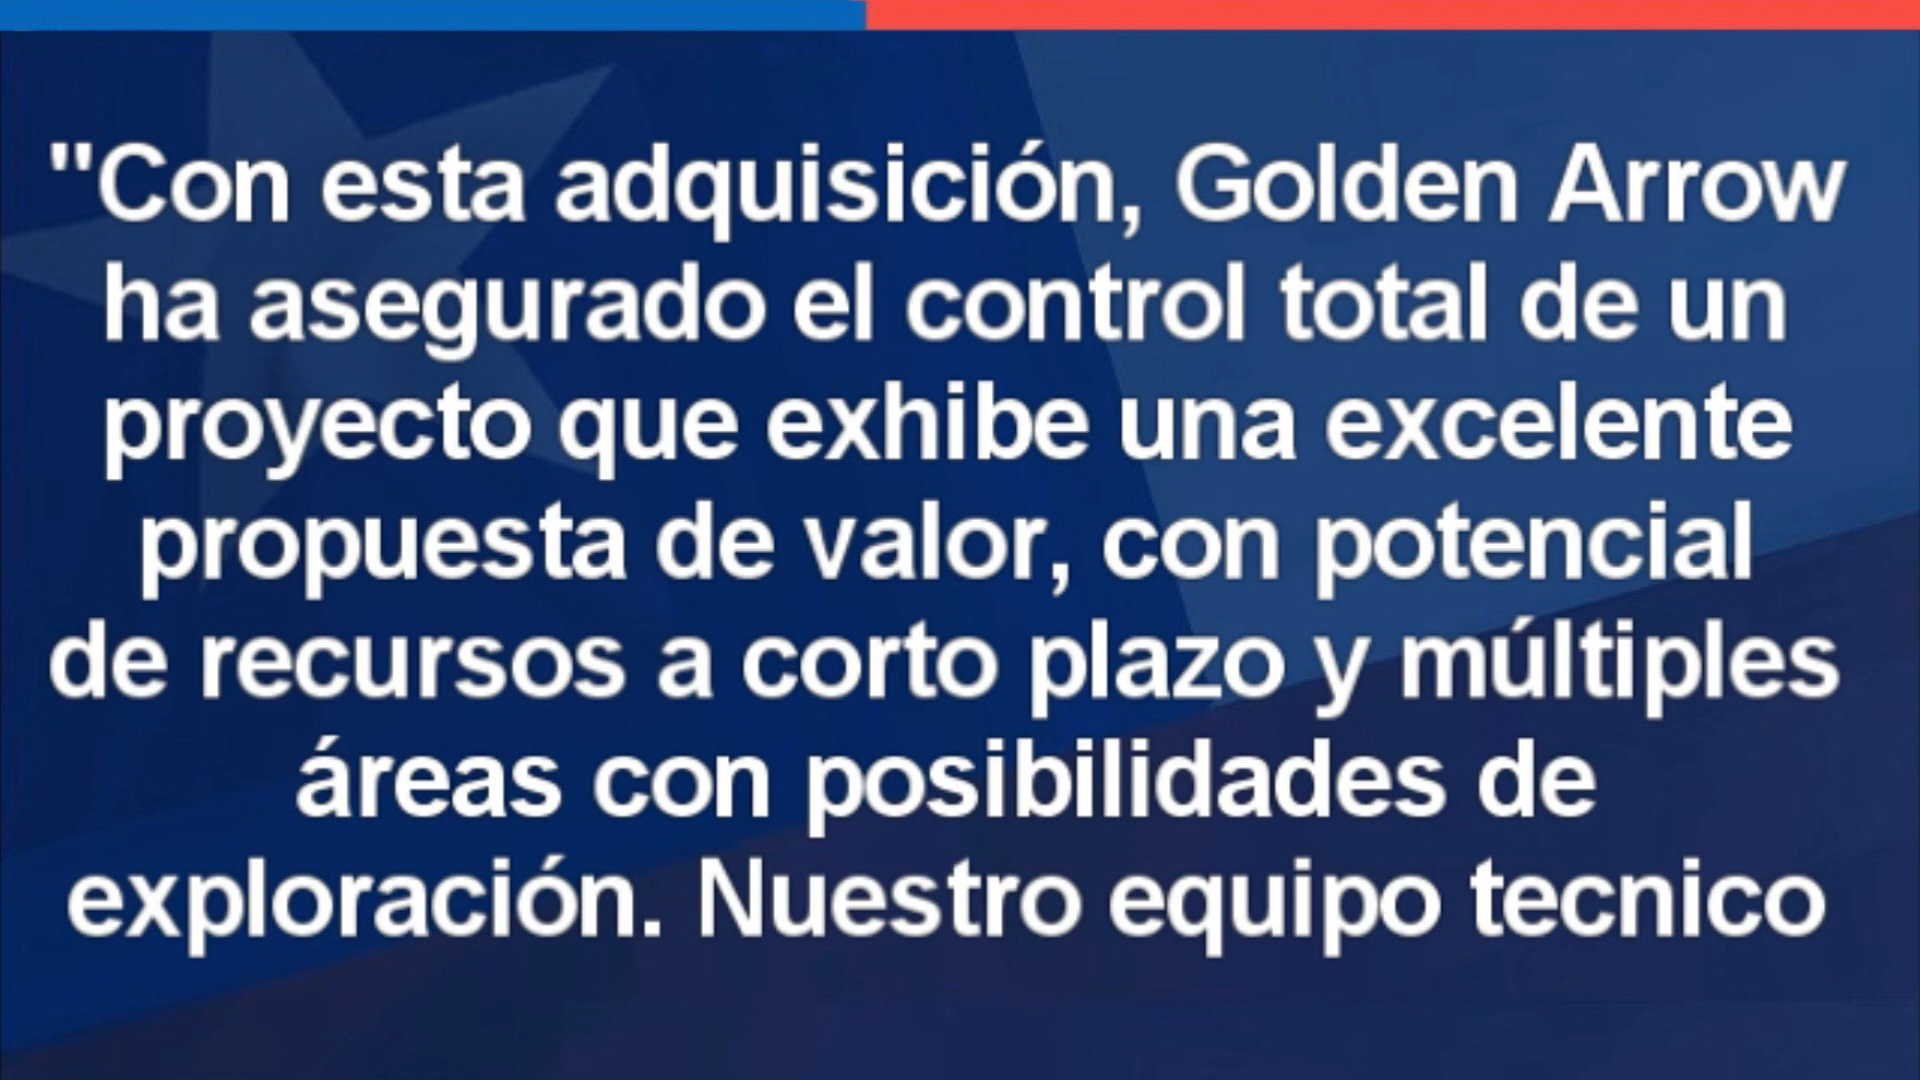 "Con esta adquisición, Golden Arrow
ha asegurado el control total de un
proyecto que exhibe una excelente
propuesta de valor, con potencial
de recursos a corto plazo y múltiples
áreas con posibilidades de
exploración. Nuestro equipo tecnico